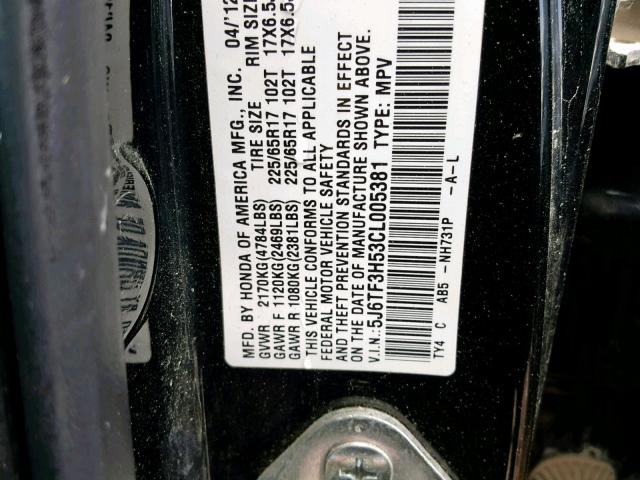 MFD. BY HONDA OF AMERICA MFG., INC. 04/'12
TIRE SIZE RIM SIZE
GVWR 2170KG(4784LBS)
GAWR F 1120KG(2469LBS) 225/65R17 102T 17X6.5
GAWR R 1080KG(2381LBS) 225/65R17 102T 17X6.5
THIS VEHICLE CONFORMS TO ALL APPLICABLE
FEDERAL MOTOR VEHICLE SAFETY
AND THEFT PREVENTION STANDARDS IN EFFECT
ON THE DATE OF MANUFACTURE SHOWN ABOVE.
V.I.N.:5J6TF3H53CL005381 TYPE: MPV
TY4 C AB5 -NH731P -A-L